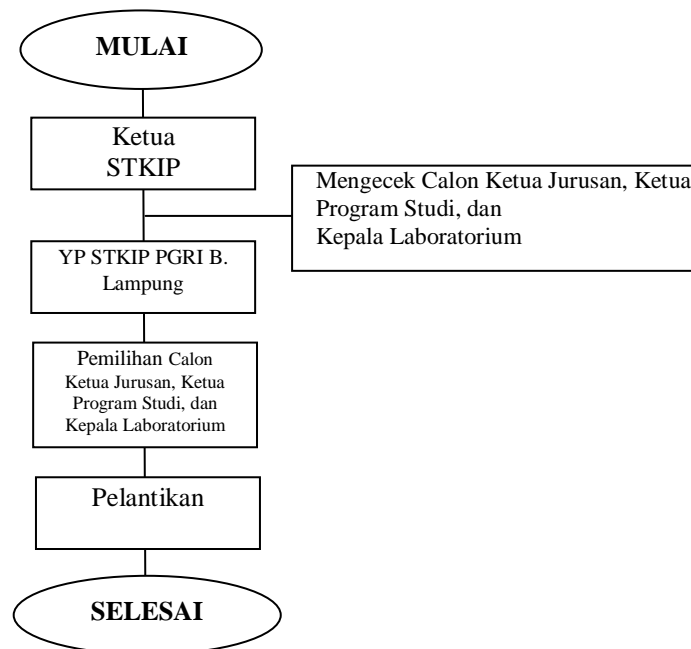 MULAI
Ketua
STKIP
Mengecek Calon Ketua Jurusan, Ketua
Program Studi, dan
Kepala Laboratorium
YP STKIP PGRI B.
Lampung
Pemilihan Calon
Ketua Jurusan, Ketua
Program Studi, dan
Kepala Laboratorium
Pelantikan
SELESAI